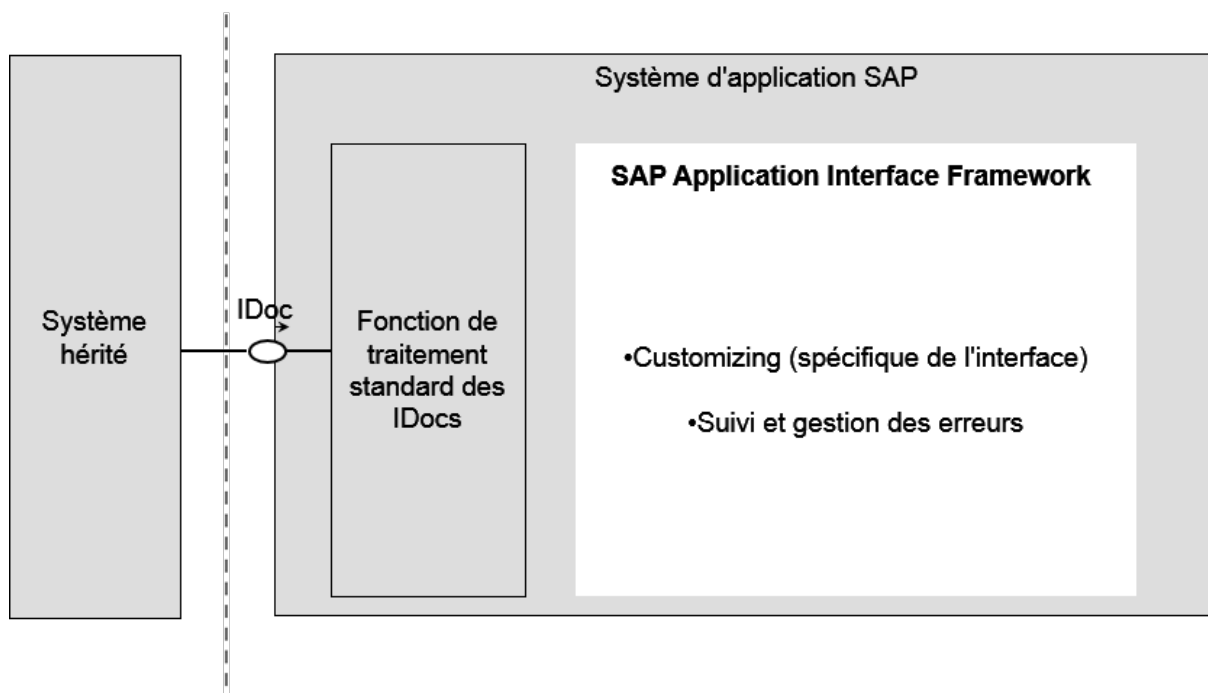 Système d'application SAP
SAP Application Interface Framework
IDoc
Système
hérité
Fonction de
traitement
standard des
IDocs
•Customizing (spécifique de l'interface)
•Suivi et gestion des erreurs